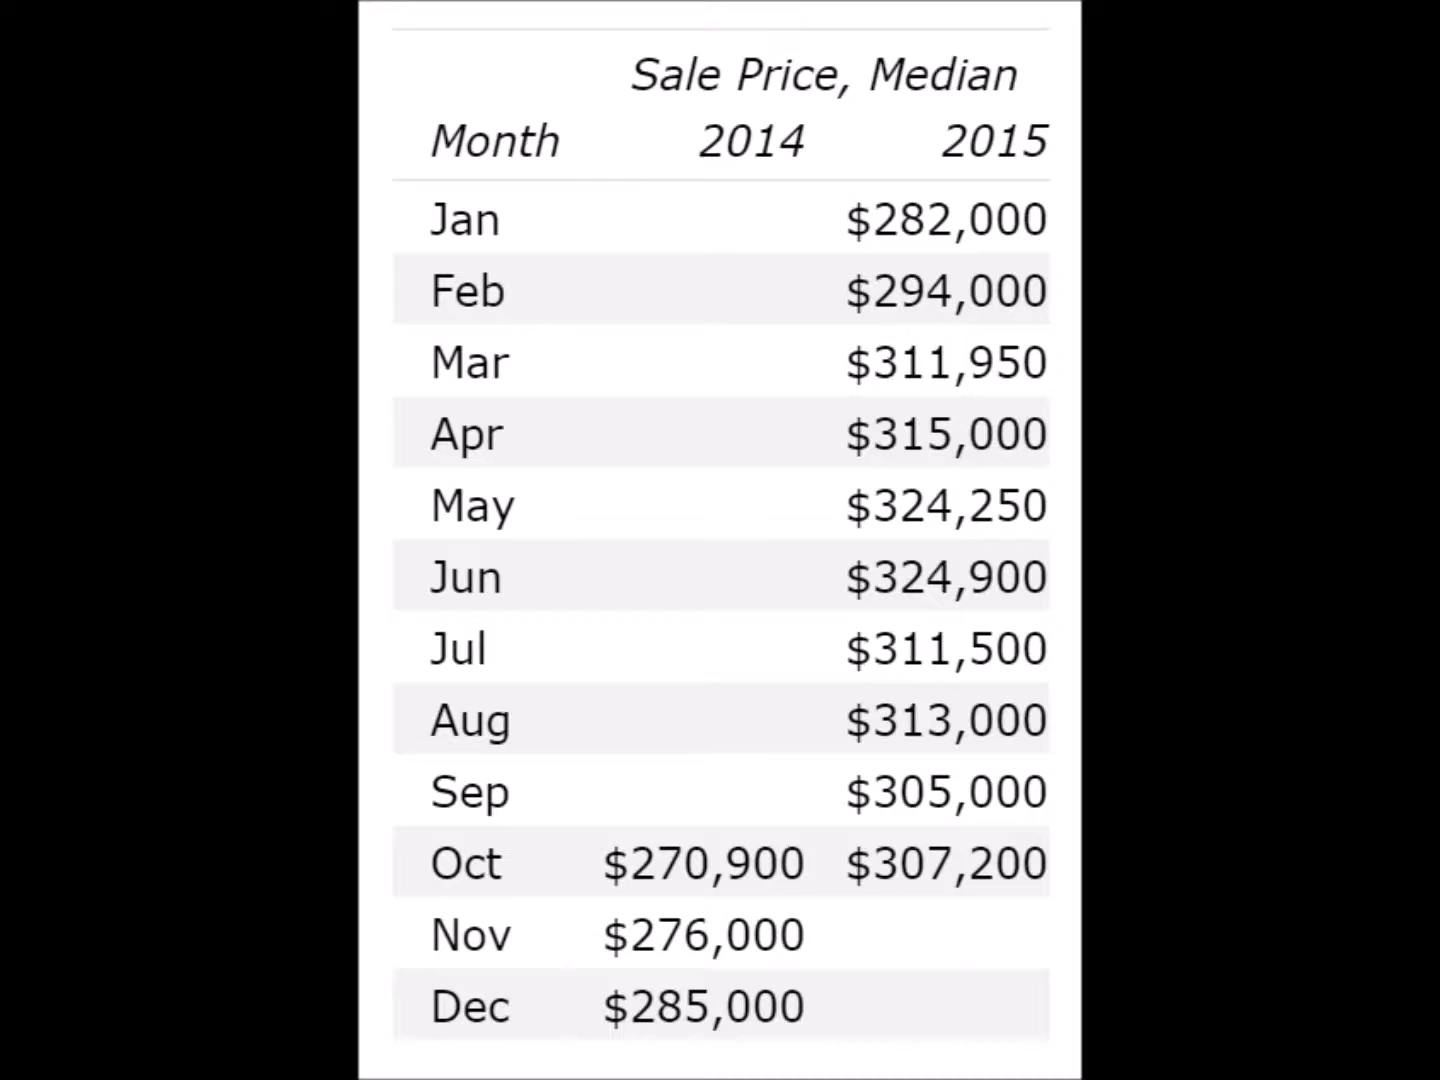 Sale Price, Median
Month 2014 2015
Jan $282,000
Feb $294,000
Mar $311,950
Apr $315,000
May $324,250
Jun $324,900
Jul $311,500
Aug $313,000
Sep $305,000
Oct $270,900 $307,200
Nov $276,000
Dec $285,000